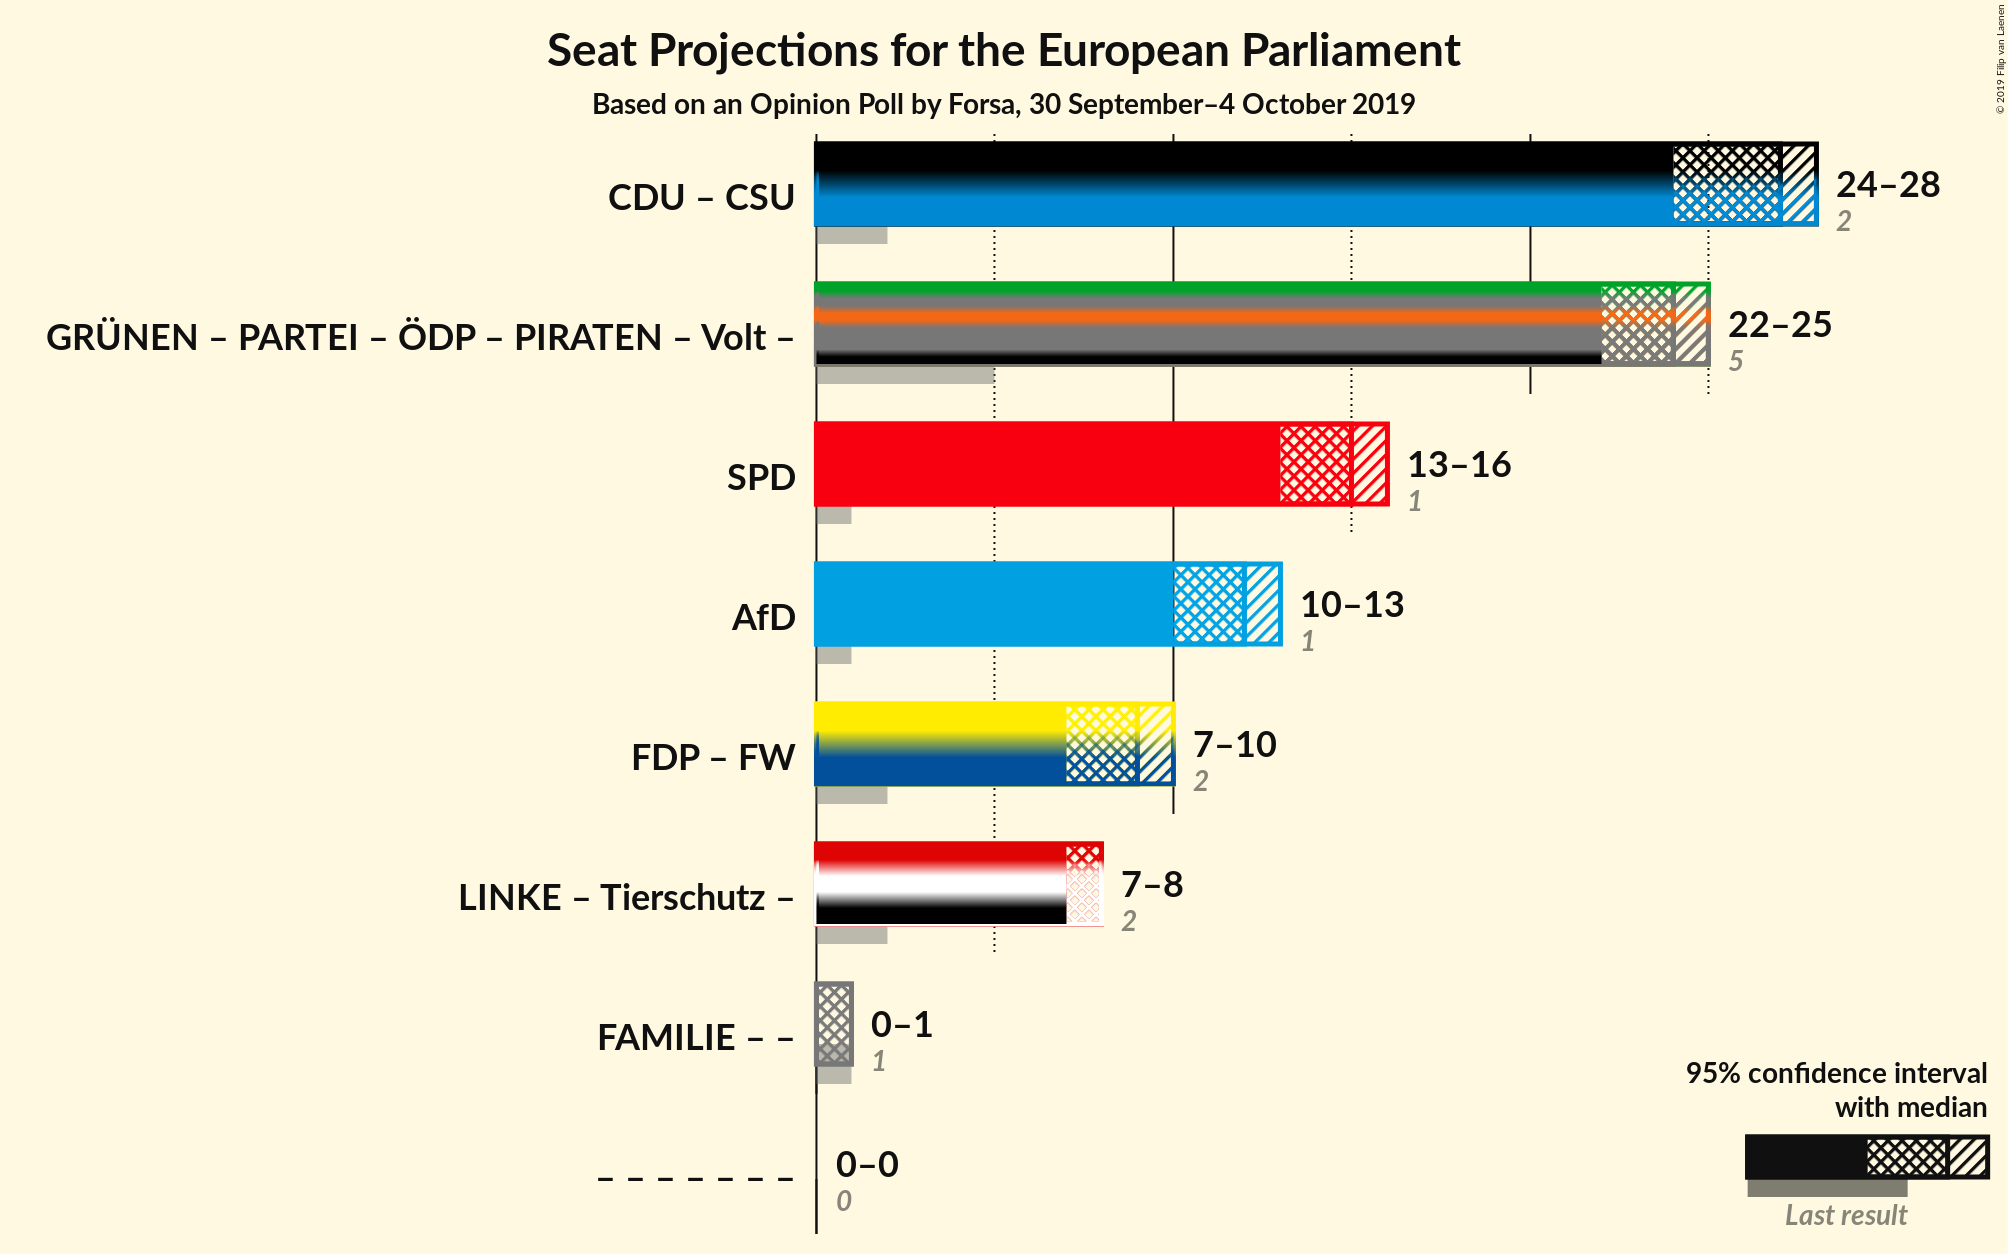 Seat Projections for the European Parliament
Based on an Opinion Poll by Forsa, 30 September–4 October 2019
© 2019 Filip van Laenen
CDU – CSU
24–28
2
GRÜNEN – PARTEI – ÖDP – PIRATEN – Volt –
22–25
5
SPD
13–16
1
AfD
10–13
1
FDP – FW
7–10
2
LINKE – Tierschutz –
7–8
2
FAMILIE – –
0–1
1
– – – – – – –
0–0
0
95% confidence interval
with median
Last result